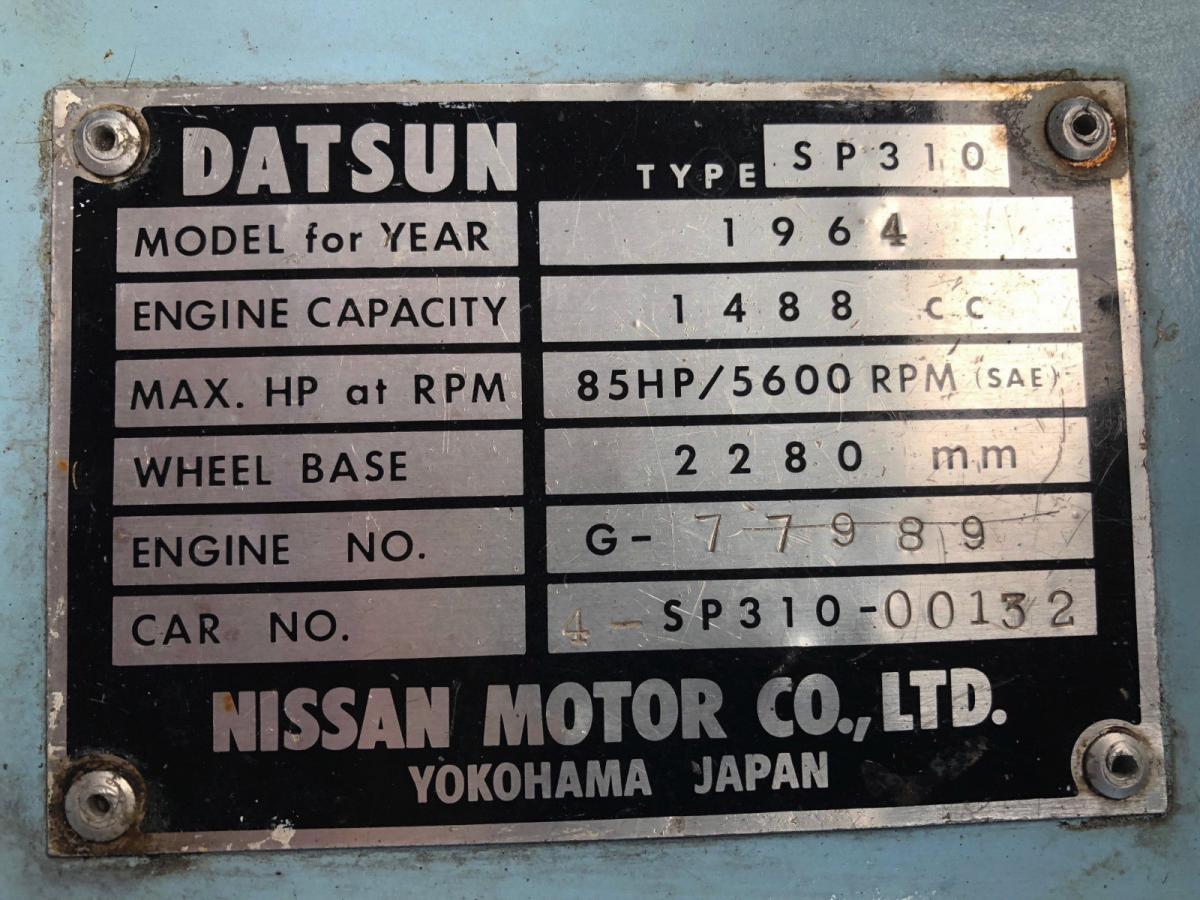 DATSUN TYPE SP310
MODEL for YEAR 1964
ENGINE CAPACITY 1488 cc
MAX. HP at RPM 85HP/5600 RPM (SAE)
WHEEL BASE 2280 mm
ENGINE NO. G- 77989
CAR NO. 4-SP310-00132
NISSAN MOTOR CO., LTD.
YOKOHAMA JAPAN